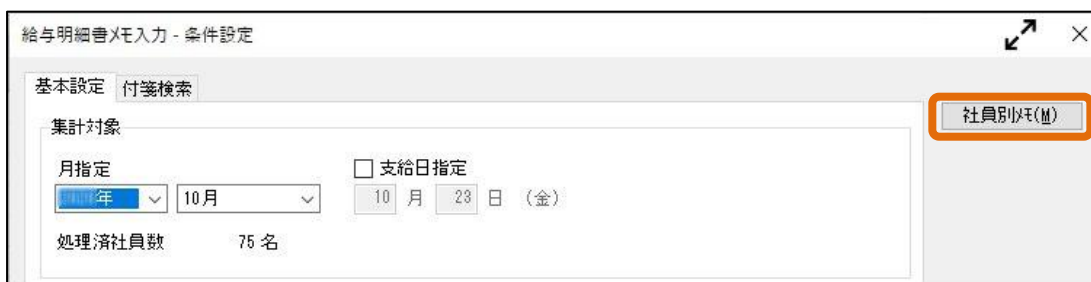 給与明細書メモ入力 - 条件設定
基本設定 付箋検索
社員別メモ(M)
集計対象
月指定 支給日指定
年 10月 10 月 23 日 (金)
処理済社員数 75 名